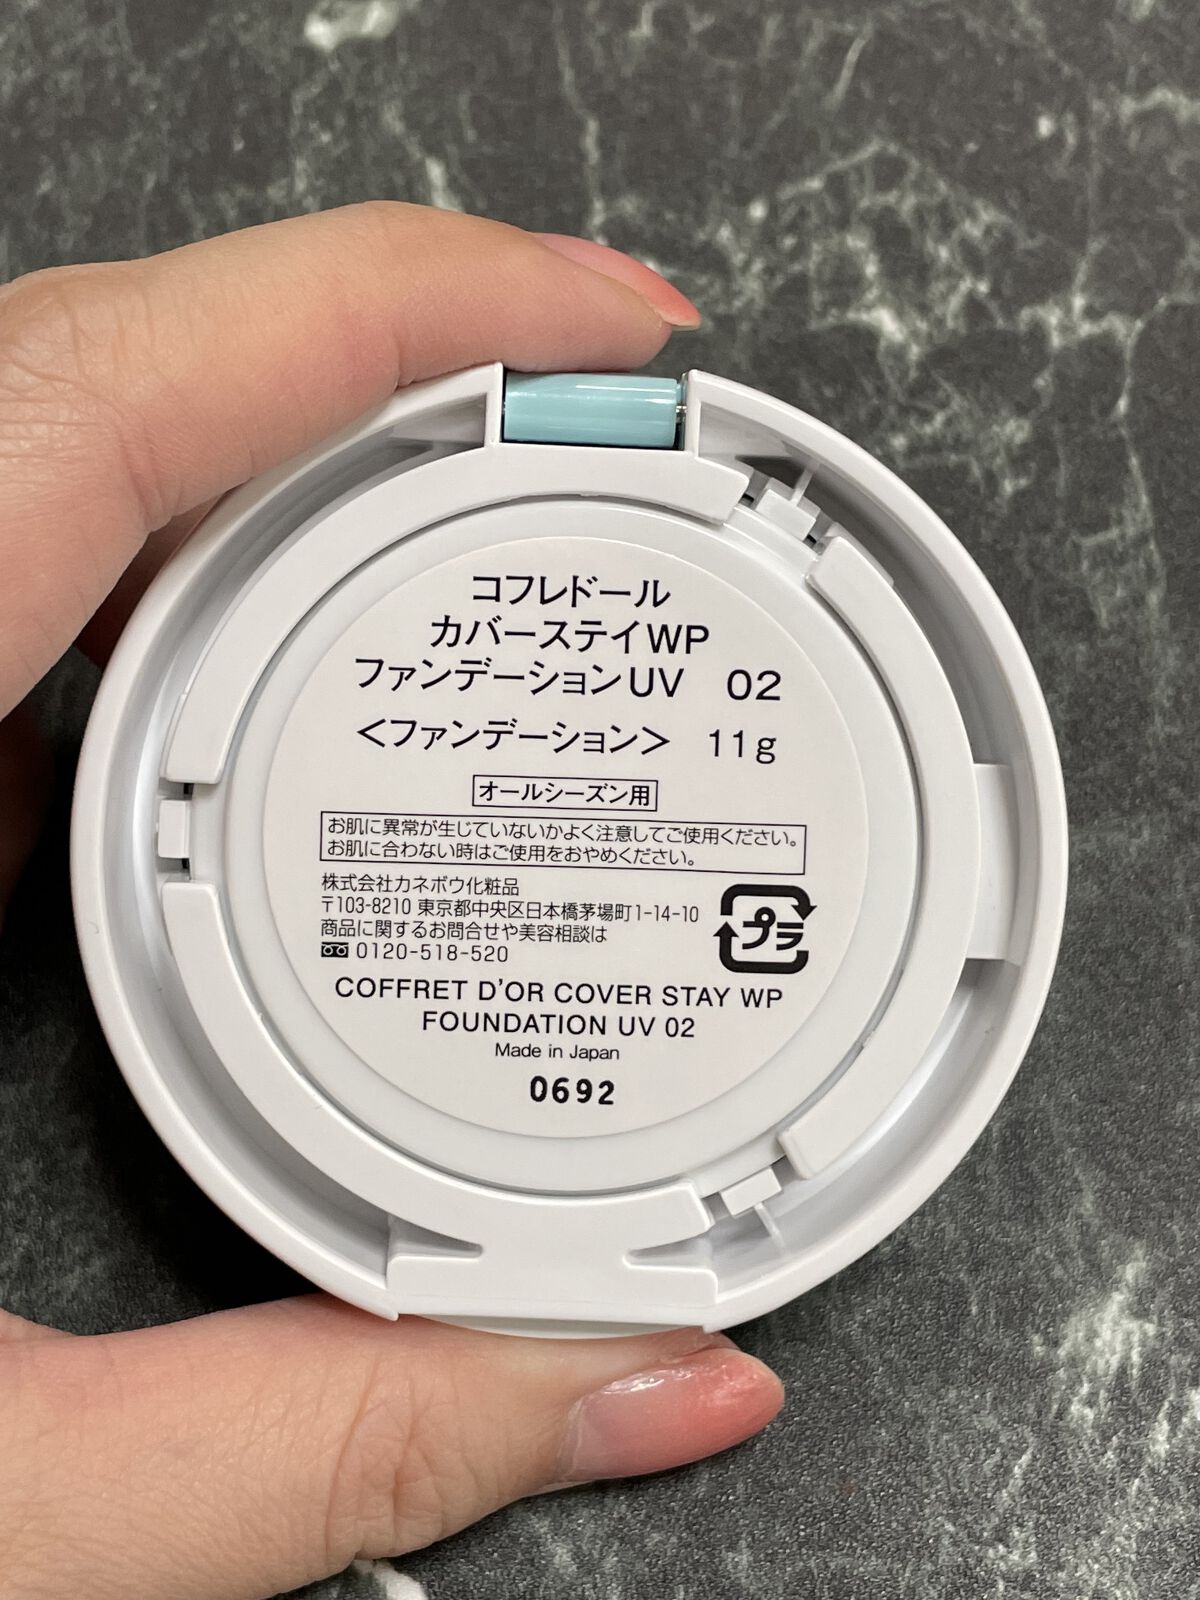 コフレドール
カバーステイWP
ファンデーションUV 02
<ファンデーション> 11g
オールシーズン用
お肌に異常が生じていないかよく注意してご使用ください。
お肌に合わない時はご使用をおやめください。
株式会社カネボウ化粧品
〒103-8210 東京都中央区日本橋茅場町1-14-10
商品に関するお問合せや美容相談は
0120-518-520
プラ
COFFRET D'OR COVER STAY WP
FOUNDATION UV 02
Made in Japan
0692